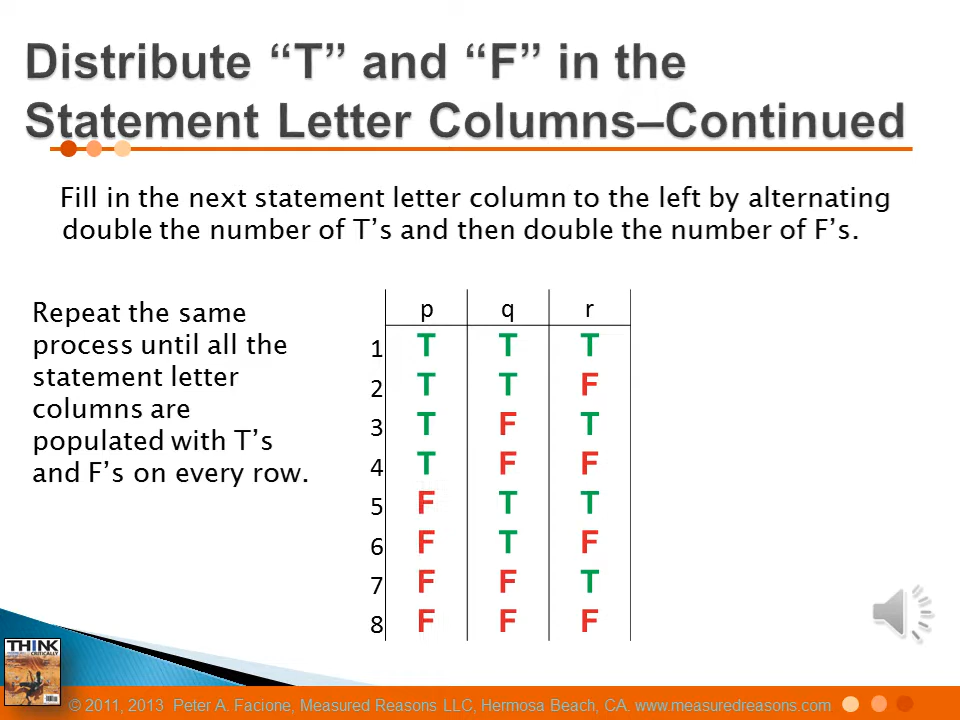 Distribute “T” and “F” in the
Statement Letter Columns–Continued
Fill in the next statement letter column to the left by alternating
double the number of T’s and then double the number of F’s.
Repeat the same
process until all the
statement letter
columns are
populated with T’s
and F’s on every row.
p q r
1 T T T
2 T T F
3 T F T
4 T F F
5 F T T
6 F T F
7 F F T
8 F F F
THINK
CRITICALLY
© 2011, 2013 Peter A. Facione, Measured Reasons LLC, Hermosa Beach, CA. www.measuredreasons.com